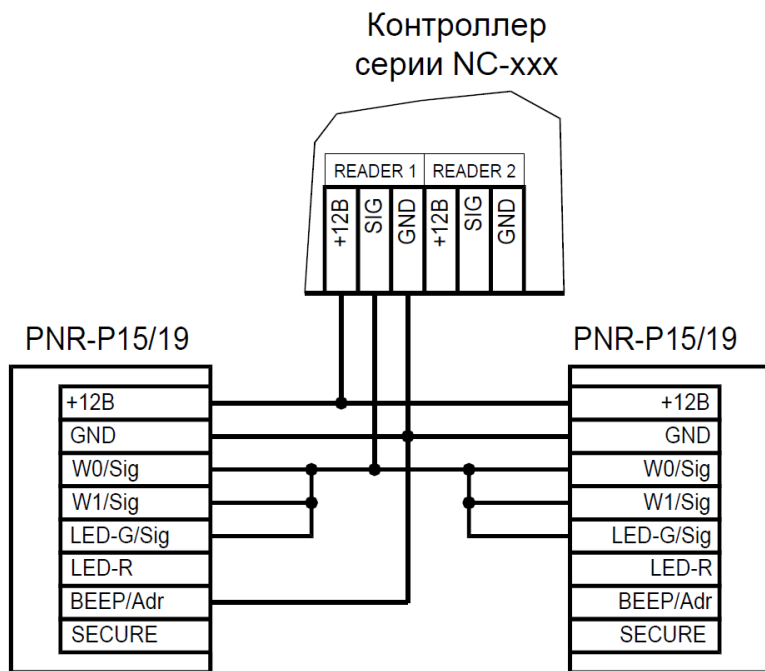 Контроллер
серии NC-xxx
READER 1 READER 2
+12В SIG GND +12В SIG GND
PNR-P15/19 PNR-P15/19
+12В +12В
GND GND
W0/Sig W0/Sig
W1/Sig W1/Sig
LED-G/Sig LED-G/Sig
LED-R LED-R
BEEP/Adr BEEP/Adr
SECURE SECURE